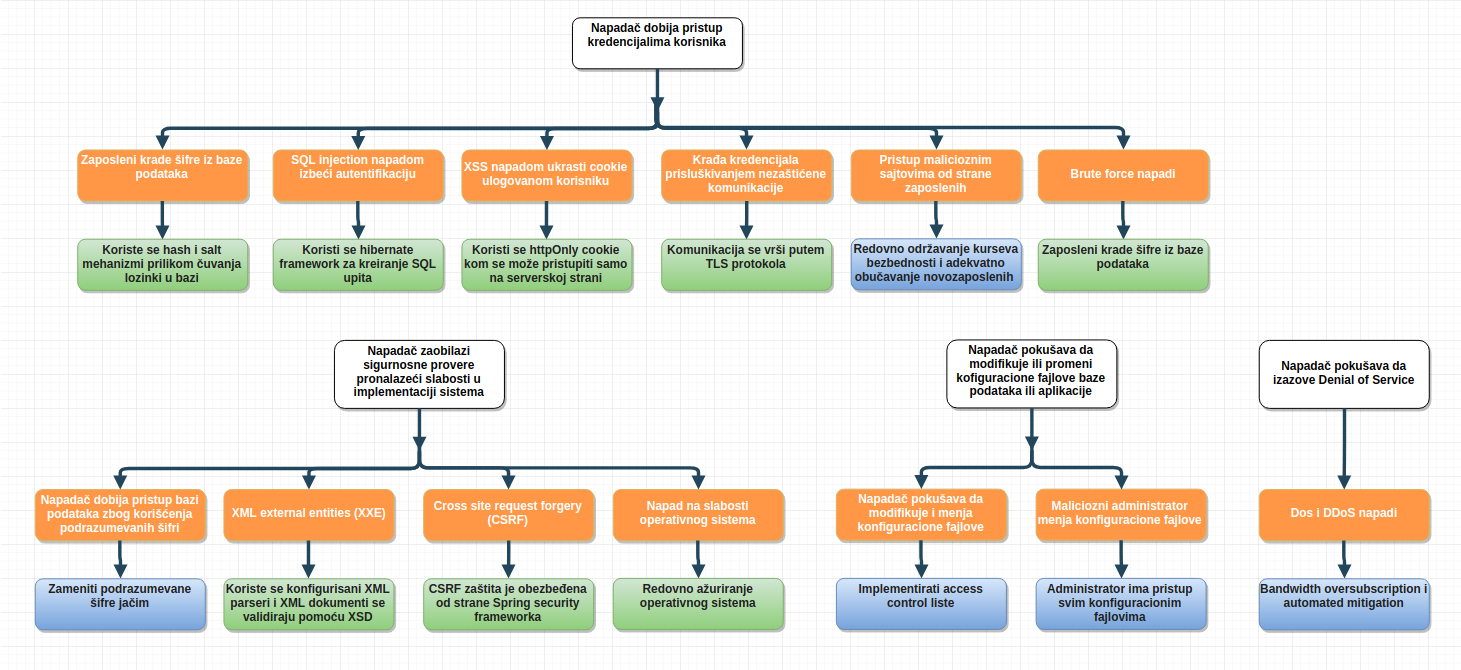 Napadač dobija pristup
kredencijalima korisnika
Zaposleni krade šifre iz baze
podataka
SQL injection napadom
izbeći autentifikaciju
XSS napadom ukrasti cookie
ulogovanom korisniku
Krađa kredencijala
prisluškivanjem nezaštićene
komunikacije
Pristup malicioznim
sajtovima od strane
zaposlenih
Brute force napadi
Koriste se hash i salt
mehanizmi prilikom čuvanja
lozinki u bazi
Koristi se hibernate
framework za kreiranje SQL
upita
Koristi se httpOnly cookie
kom se može pristupiti samo
na serverskoj strani
Komunikacija se vrši putem
TLS protokola
Redovno održavanje kurseva
bezbednosti i adekvatno
obučavanje novozaposlenih
Zaposleni krade šifre iz baze
podataka
Napadač zaobilazi
sigurnosne provere
pronalazeći slabosti u
implementaciji sistema
Napadač pokušava da
modifikuje ili promeni
kofiguracione fajlove baze
podataka ili aplikacije
Napadač pokušava da
izazove Denial of Service
Napadač dobija pristup bazi
podataka zbog korišćenja
podrazumevanih šifri
XML external entities (XXE)
Cross site request forgery
(CSRF)
Napad na slabosti
operativnog sistema
Napadač pokušava da
modifikuje i menja
konfiguracione fajlove
Maliciozni administrator
menja konfiguracione fajlove
Dos i DDoS napadi
Zameniti podrazumevane
šifre jačim
Koriste se konfigurisani XML
parseri i XML dokumenti se
validiraju pomoću XSD
CSRF zaštita je obezbeđena
od strane Spring security
frameworka
Redovno ažuriranje
operativnog sistema
Implementirati access
control liste
Administrator ima pristup
svim konfiguracionim
fajlovima
Bandwidth oversubscription i
automated mitigation